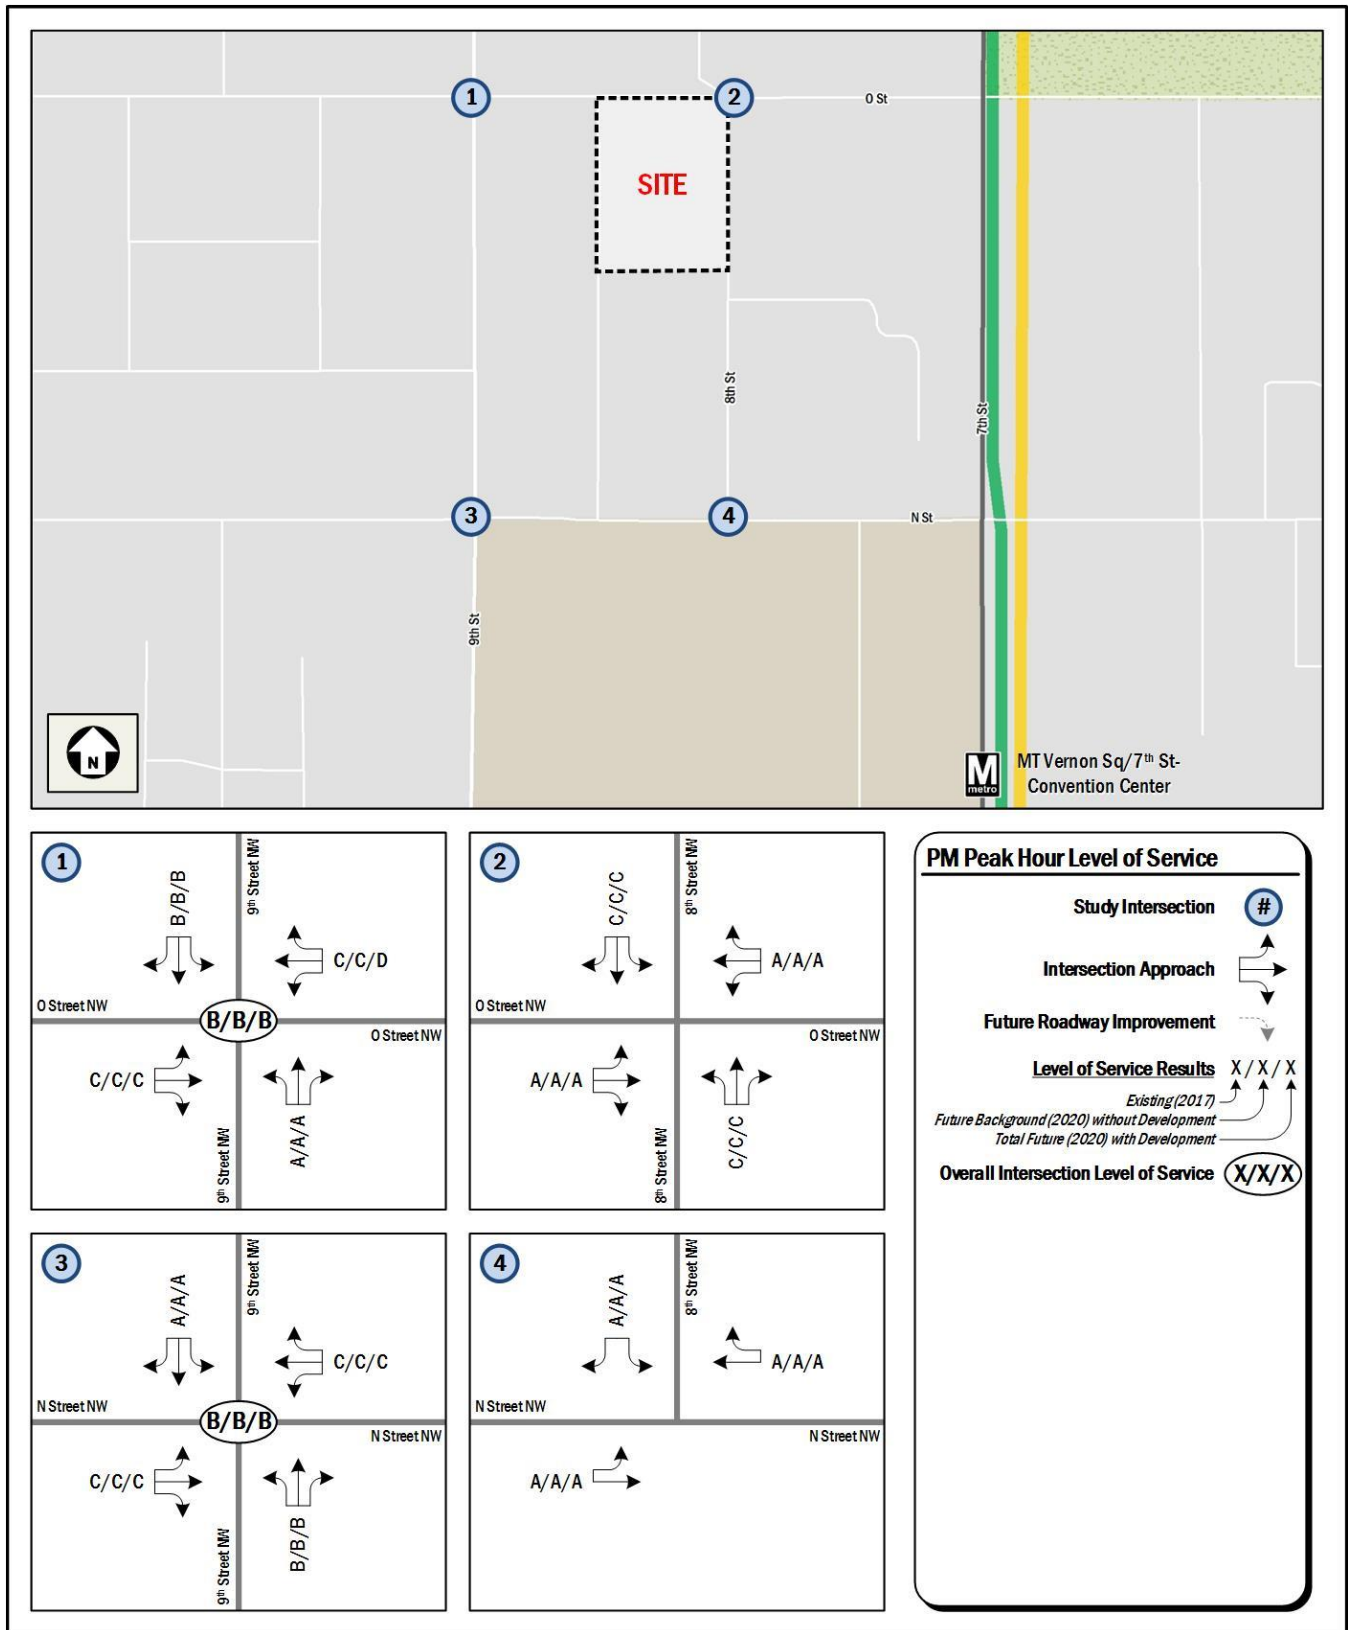 1
2
O St
SITE
8th St
7th St
3
4
N St
9th St
N
M
metro
MT Vernon Sq/7th St-
Convention Center
1
B/B/B
9th Street NW
C/C/D
O Street NW
B/B/B
O Street NW
C/C/C
A/A/A
9th Street NW
2
C/C/C
8th Street NW
A/A/A
O Street NW
O Street NW
A/A/A
C/C/C
8th Street NW
3
A/A/A
9th Street NW
C/C/C
N Street NW
B/B/B
N Street NW
C/C/C
B/B/B
9th Street NW
4
A/A/A
8th Street NW
A/A/A
N Street NW
N Street NW
A/A/A
PM Peak Hour Level of Service
Study Intersection #
Intersection Approach
Future Roadway Improvement
Level of Service Results X / X / X
Existing (2017)
Future Background (2020) without Development
Total Future (2020) with Development
Overall Intersection Level of Service X/X/X